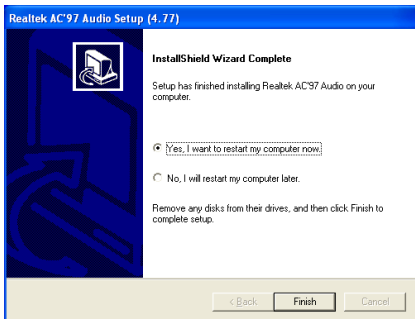 Realtek AC'97 Audio Setup (4.77)
InstallShield Wizard Complete
Setup has finished installing Realtek AC'97 Audio on your
computer.
Yes, I want to restart my computer now.
No, I will restart my computer later.
Remove any disks from their drives, and then click Finish to
complete setup.
< Back Finish Cancel